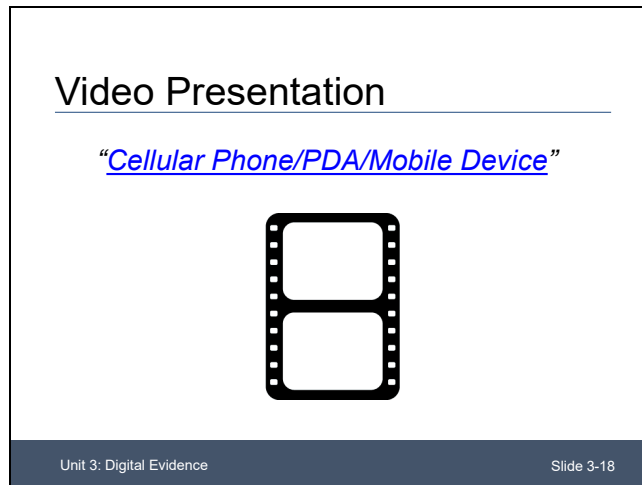 Video Presentation
“Cellular Phone/PDA/Mobile Device”
Unit 3: Digital Evidence
Slide 3-18